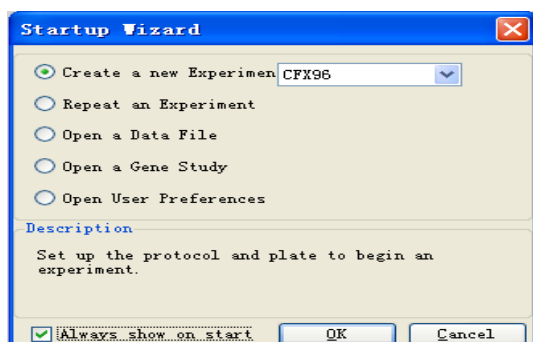 Startup Wizard
Create a new Experimen CFX96
Repeat an Experiment
Open a Data File
Open a Gene Study
Open User Preferences
Description
Set up the protocol and plate to begin an
experiment.
Always show on start OK Cancel